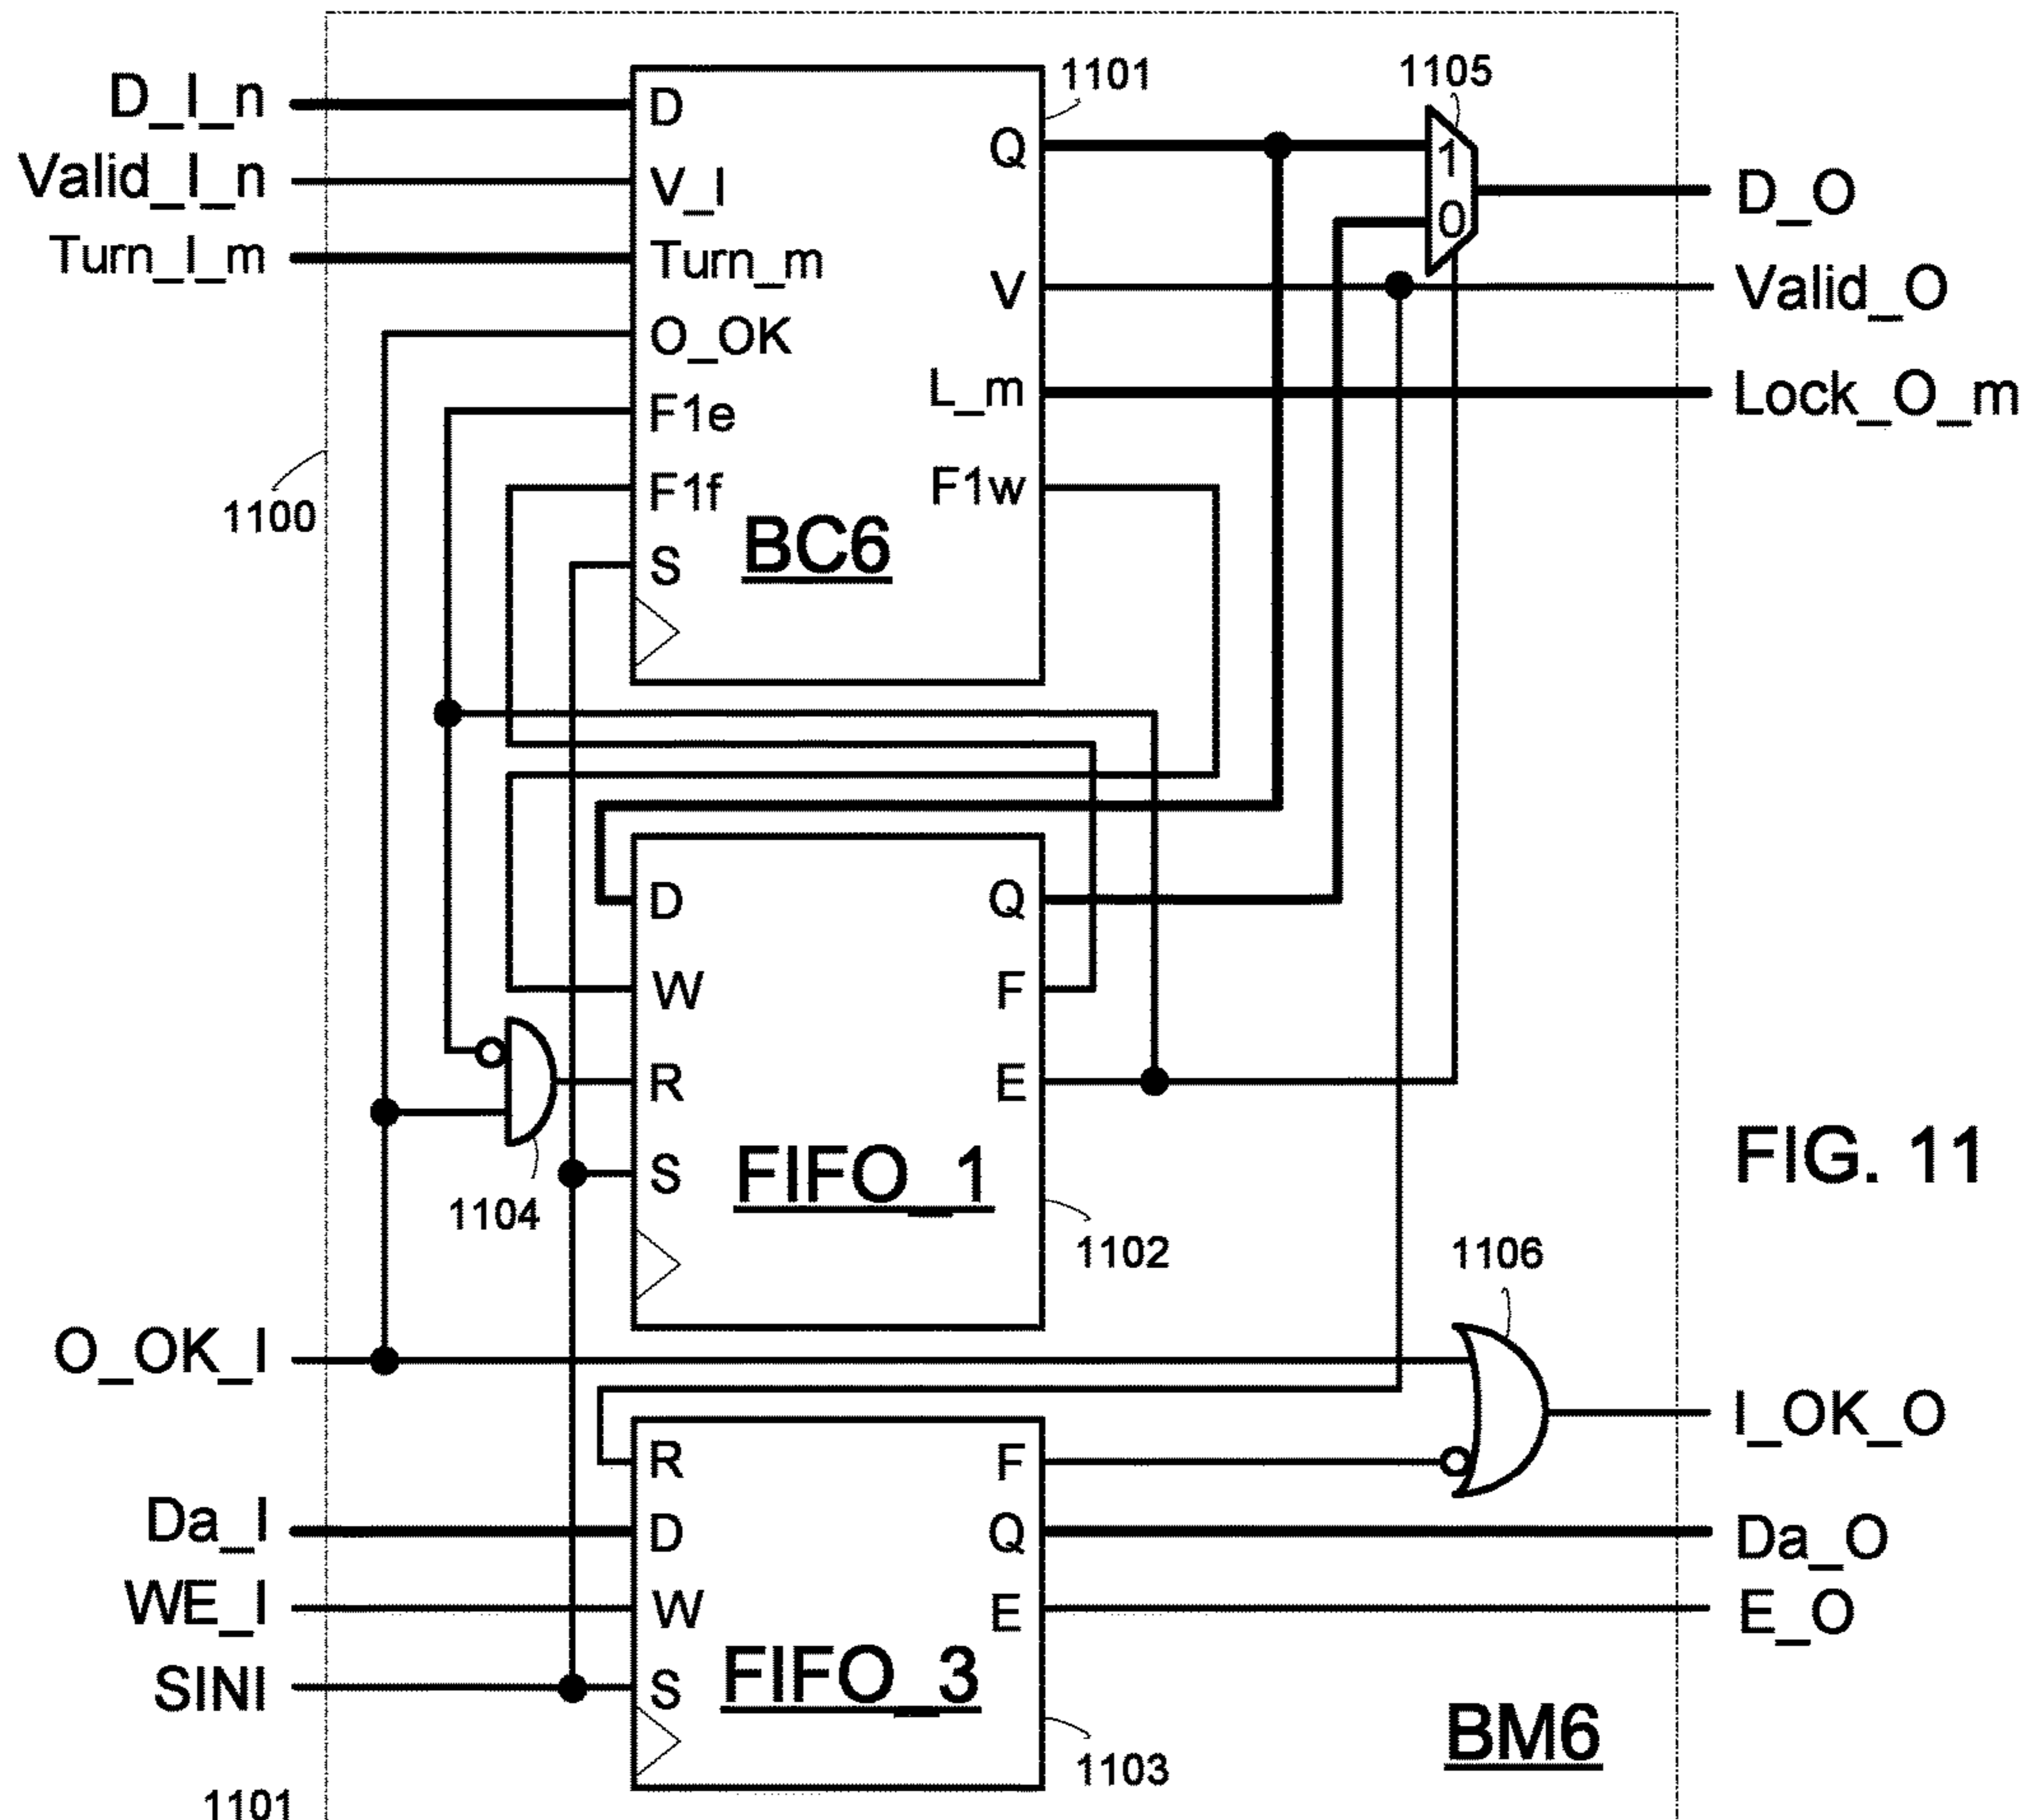 D_I_n
Valid_I_n
Turn_I_m
1100
D
V_I
Turn_m
O_OK
F1e
F1f
S
BC6
Q
V
L_m
F1w
1101
1105
1
0
D_O
Valid_O
Lock_O_m
D
W
R
S
FIFO_1
Q
F
E
1104
1102
FIG. 11
1106
O_OK_I
I_OK_O
R
D
W
S
FIFO_3
F
Q
E
Da_I
WE_I
SINI
Da_O
E_O
1103
BM6
1101